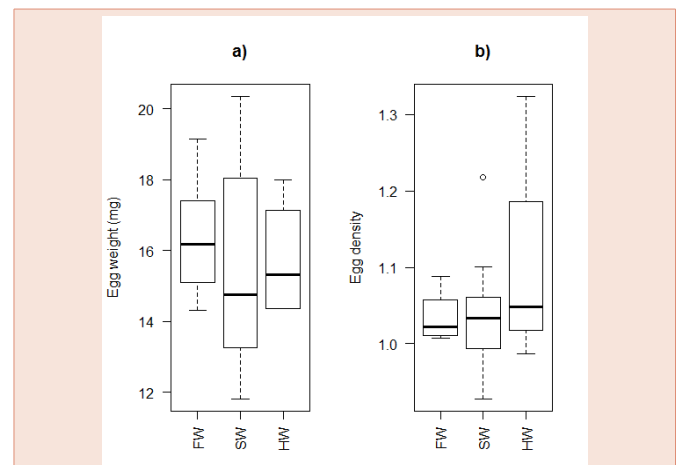 a)
Egg weight (mg)
20
18
16
14
12
FW
SW
HW
b)
Egg density
1.3
1.2
1.1
1.0
FW
SW
HW